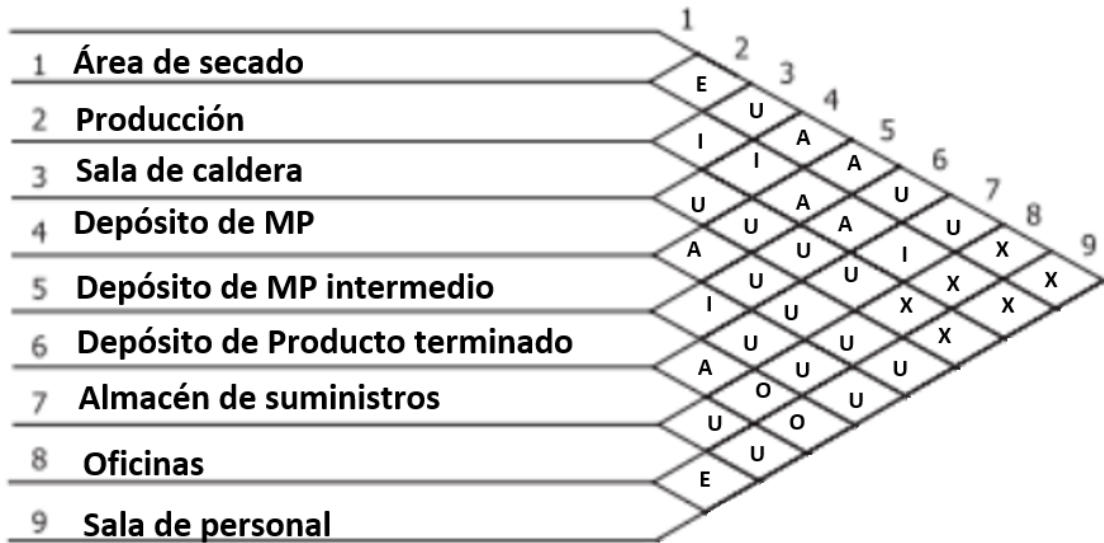 1 2 3 4 5 6 7 8 9
1 Área de secado
2 Producción
3 Sala de caldera
4 Depósito de MP
5 Depósito de MP intermedio
6 Depósito de Producto terminado
7 Almacén de suministros
8 Oficinas
9 Sala de personal
E U A A U U X X
I I A A I X X
U U U U X X
A U U U U
I U U U
A O O
U U
E